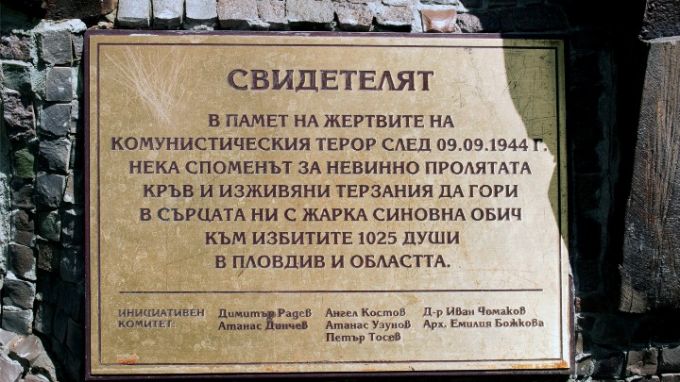 СВИДЕТЕЛЯТ
В ПАМЕТ НА ЖЕРТВИТЕ НА
КОМУНИСТИЧЕСКИЯ ТЕРОР СЛЕД 09.09.1944 Г.
НЕКА СПОМЕНЪТ ЗА НЕВИННО ПРОЛЯТАТА
КРЪВ И ИЗЖИВЯНИ ТЕРЗАНИЯ ДА ГОРИ
В СЪРЦАТА НИ С ЖАРКА СИНОВНА ОБИЧ
КЪМ ИЗБИТИТЕ 1025 ДУШИ
В ПЛОВДИВ И ОБЛАСТТА.
ИНИЦИАТИВЕН Димитър Радев Ангел Костов Д-р Иван Чомаков
КОМИТЕТ: Атанас Динчев Атанас Узунов Арх. Емилия Божкова
Петър Тосев